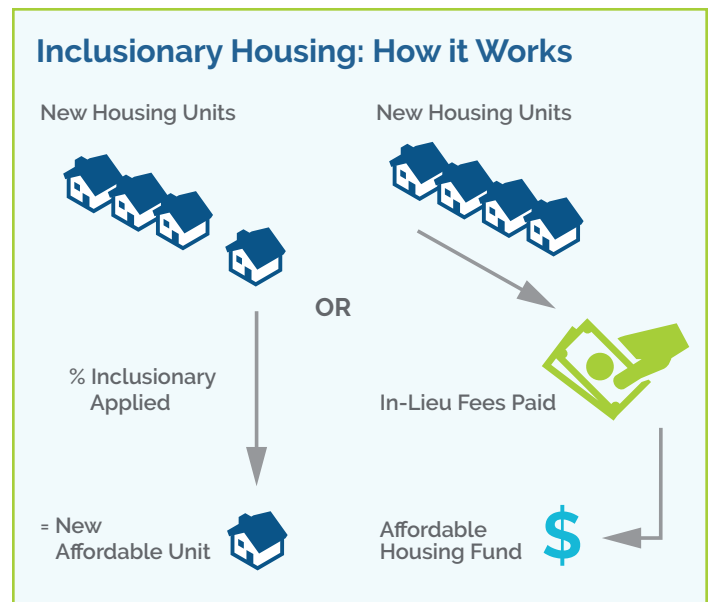 Inclusionary Housing: How it Works
New Housing Units
% Inclusionary
Applied
= New
Affordable Unit
OR
New Housing Units
In-Lieu Fees Paid
Affordable
Housing Fund
$